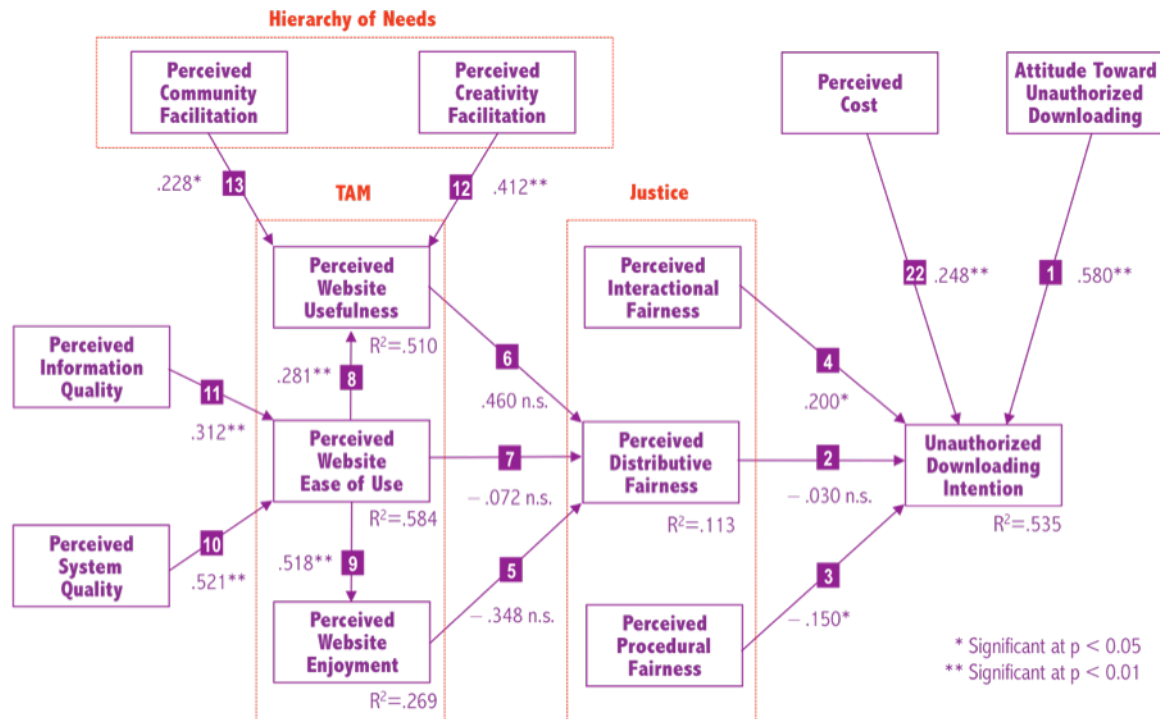 Hierarchy of Needs
Perceived
Community
Facilitation
Perceived
Creativity
Facilitation
Perceived
Cost
Attitude Toward
Unauthorized
Downloading
.228*
13
12
.412**
TAM
Justice
Perceived
Website
Usefulness
R²=.510
Perceived
Interactional
Fairness
22
.248**
1
.580**
Perceived
Information
Quality
11
.312**
.281**
8
6
.460 n.s.
4
.200*
Perceived
Website
Ease of Use
R²=.584
7
– .072 n.s.
Perceived
Distributive
Fairness
R²=.113
2
– .030 n.s.
Unauthorized
Downloading
Intention
R²=.535
Perceived
System
Quality
10
.521**
.518**
9
5
– .348 n.s.
3
– .150*
Perceived
Website
Enjoyment
R²=.269
Perceived
Procedural
Fairness
* Significant at p < 0.05
** Significant at p < 0.01